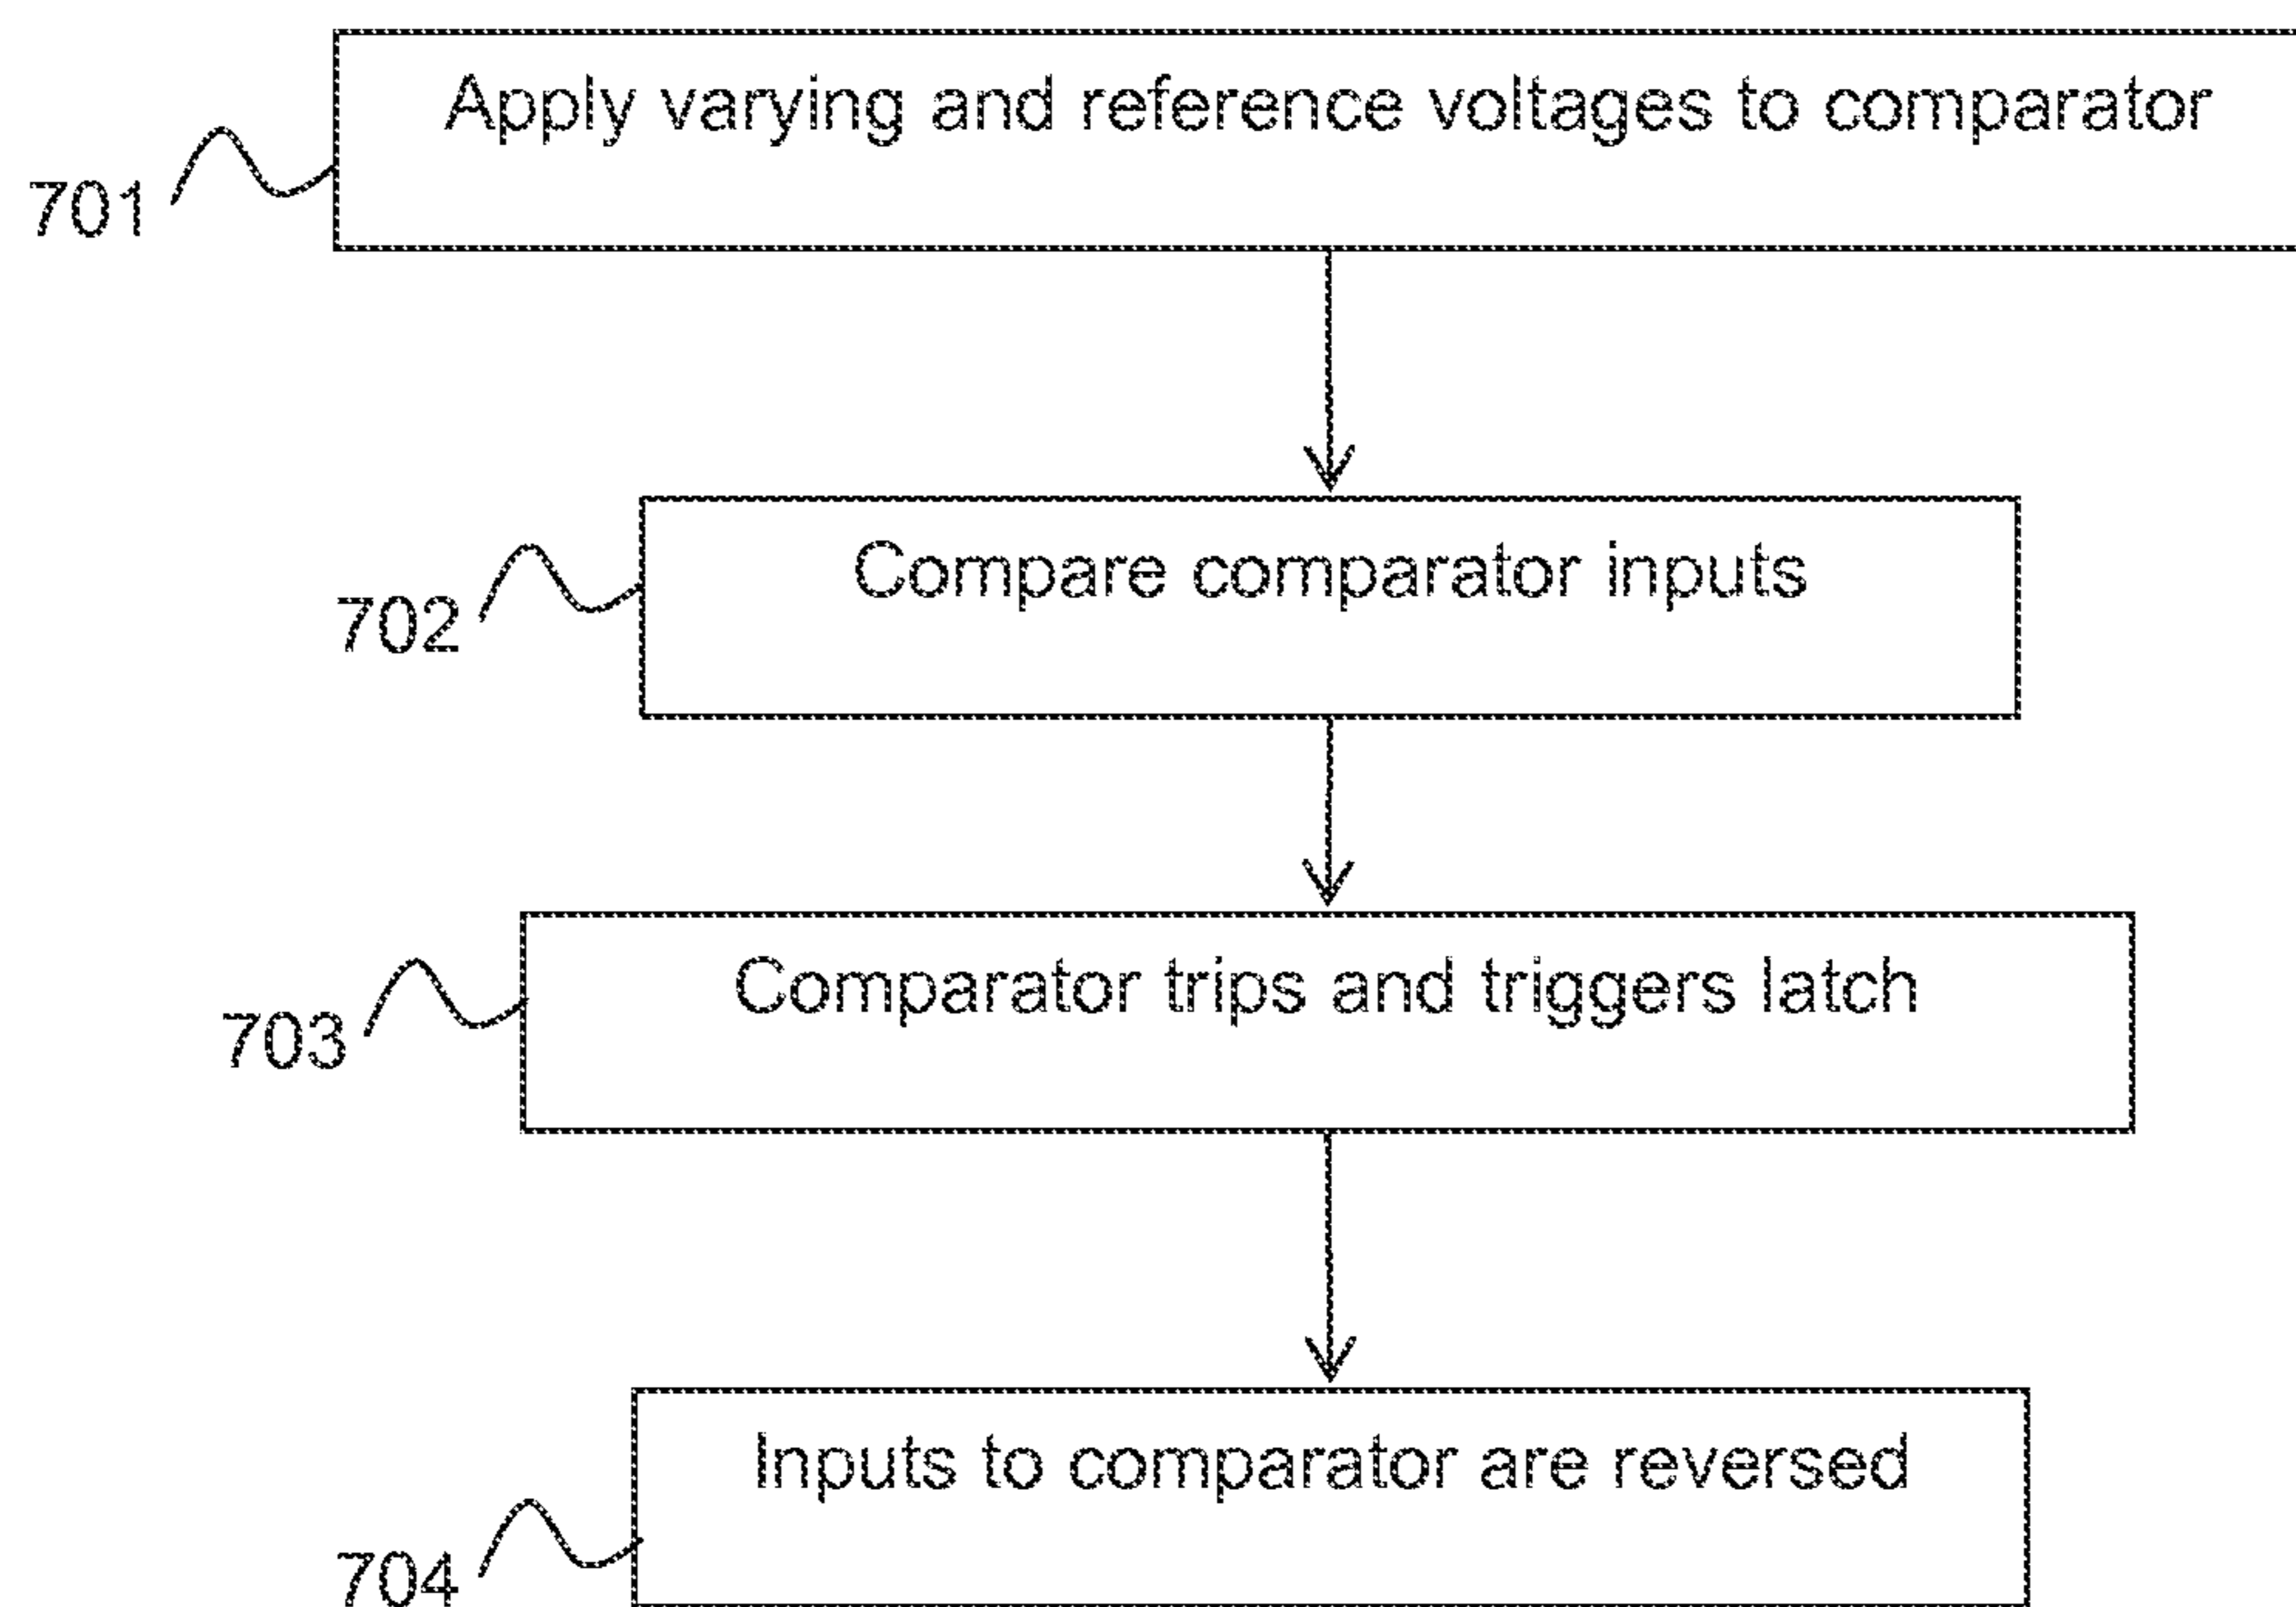 Apply varying and reference voltages to comparator
701
Compare comparator inputs
702
Comparator trips and triggers latch
703
Inputs to comparator are reversed
704